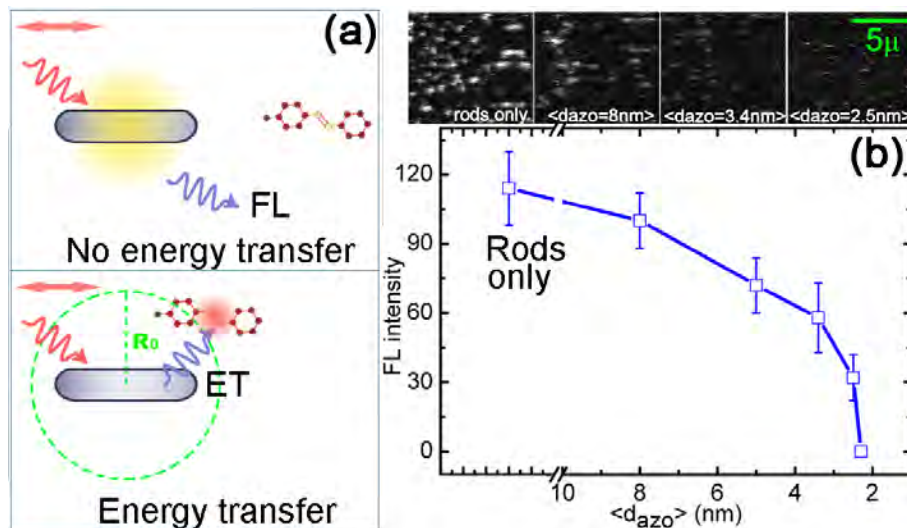 (a)
FL
No energy transfer
R0
ET
Energy transfer
5μ
rods only
<dazo=8nm>
<dazo=3.4nm>
<dazo=2.5nm>
(b)
120
90
60
30
0
FL intensity
Rods
only
10
8
6
4
2
<dazo> (nm)